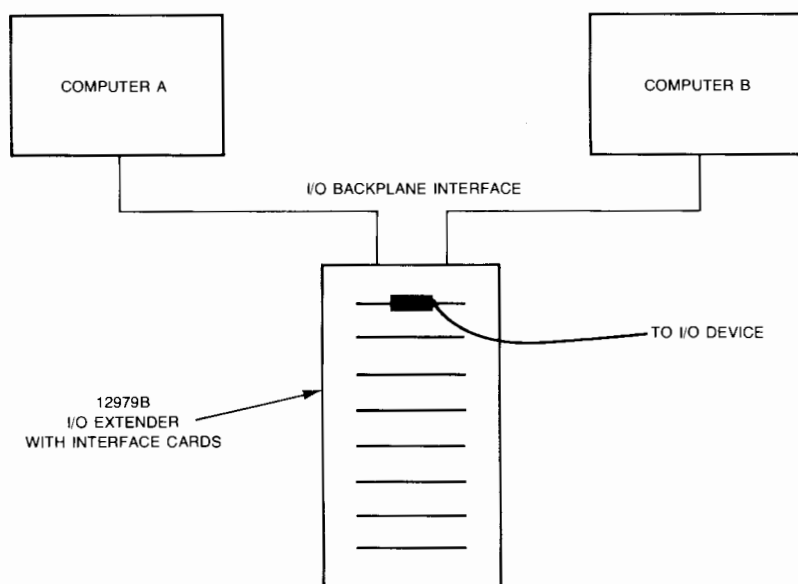 COMPUTER A
COMPUTER B
I/O BACKPLANE INTERFACE
TO I/O DEVICE
12979B
I/O EXTENDER
WITH INTERFACE CARDS